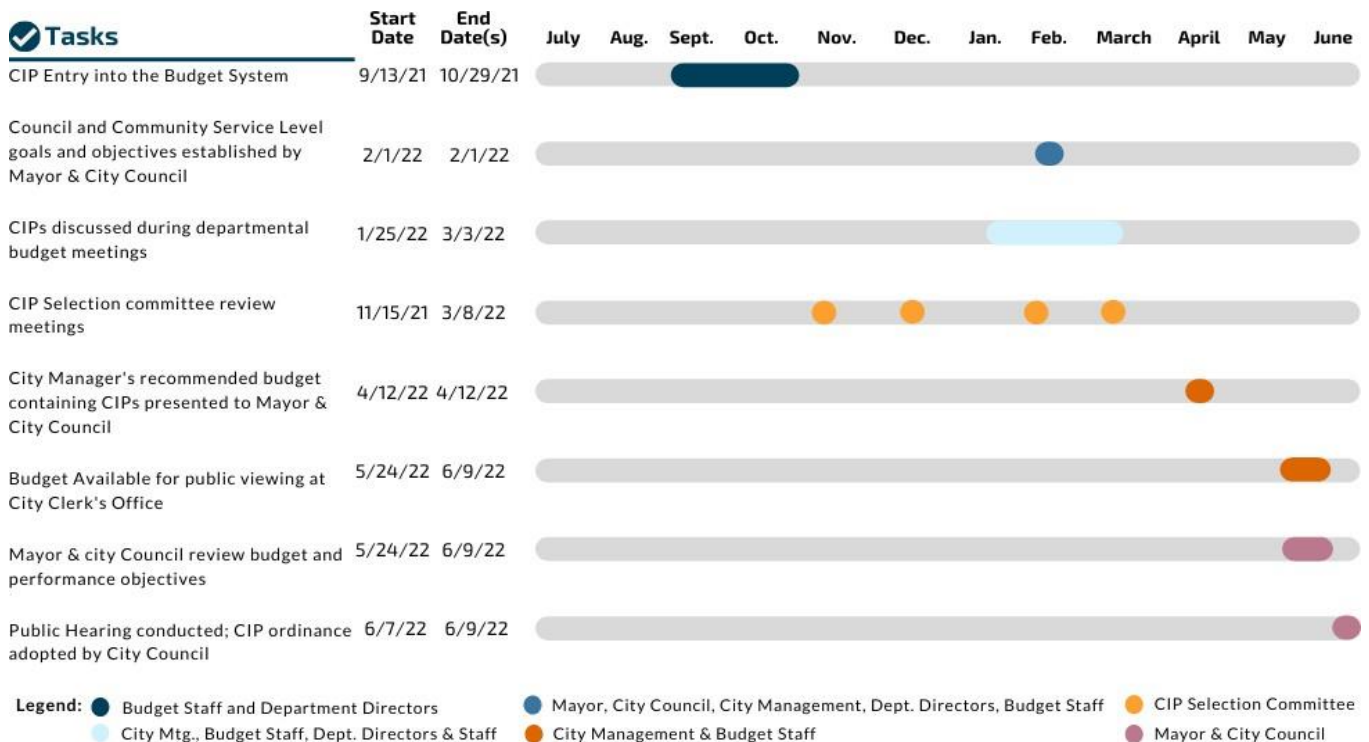 Tasks Start Date End Date(s) July Aug. Sept. Oct. Nov. Dec. Jan. Feb. March April May June
CIP Entry into the Budget System 9/13/21 10/29/21
Council and Community Service Level
goals and objectives established by
Mayor & City Council
2/1/22 2/1/22
CIPs discussed during departmental
budget meetings
1/25/22 3/3/22
CIP Selection committee review
meetings
11/15/21 3/8/22
City Manager's recommended budget
containing CIPs presented to Mayor &
City Council
4/12/22 4/12/22
Budget Available for public viewing at
City Clerk's Office
5/24/22 6/9/22
Mayor & city Council review budget and
performance objectives
5/24/22 6/9/22
Public Hearing conducted; CIP ordinance
adopted by City Council
6/7/22 6/9/22
Legend: Budget Staff and Department Directors Mayor, City Council, City Management, Dept. Directors, Budget Staff CIP Selection Committee
City Mtg., Budget Staff, Dept. Directors & Staff City Management & Budget Staff Mayor & City Council